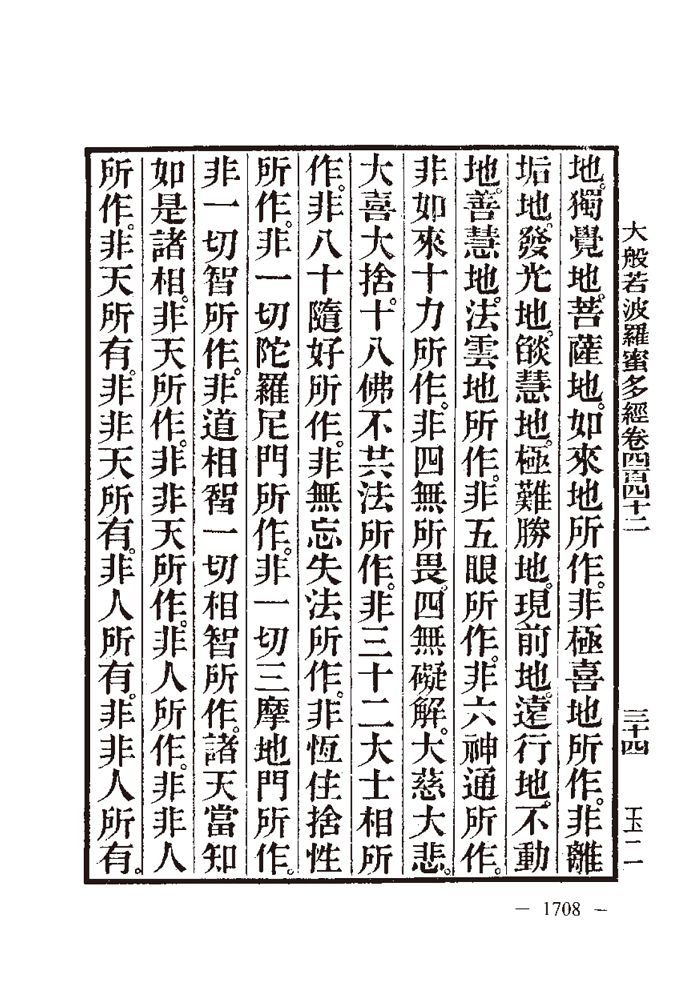 大般若波羅蜜多經卷四百四十二 三十四 玉二
地。獨覺地。菩薩地。如來地所作。非極喜地所作。非離
垢地。發光地。燄慧地。極難勝地。現前地。遠行地。不動
地。善慧地。法雲地所作。非五眼所作。非六神通所作。
非如來十力所作。非四無所畏。四無礙解。大慈大悲。
大喜大捨。十八佛不共法所作。非三十二大士相所
作。非八十隨好所作。非無忘失法所作。非恆住捨性
所作。非一切陀羅尼門所作。非一切三摩地門所作。
非一切智所作。非道相智一切相智所作。諸天當知
如是諸相。非天所作。非非天所作。非人所作。非非人
所作。非天所有。非非天所有。非人所有。非非人所有。
— 1708 —